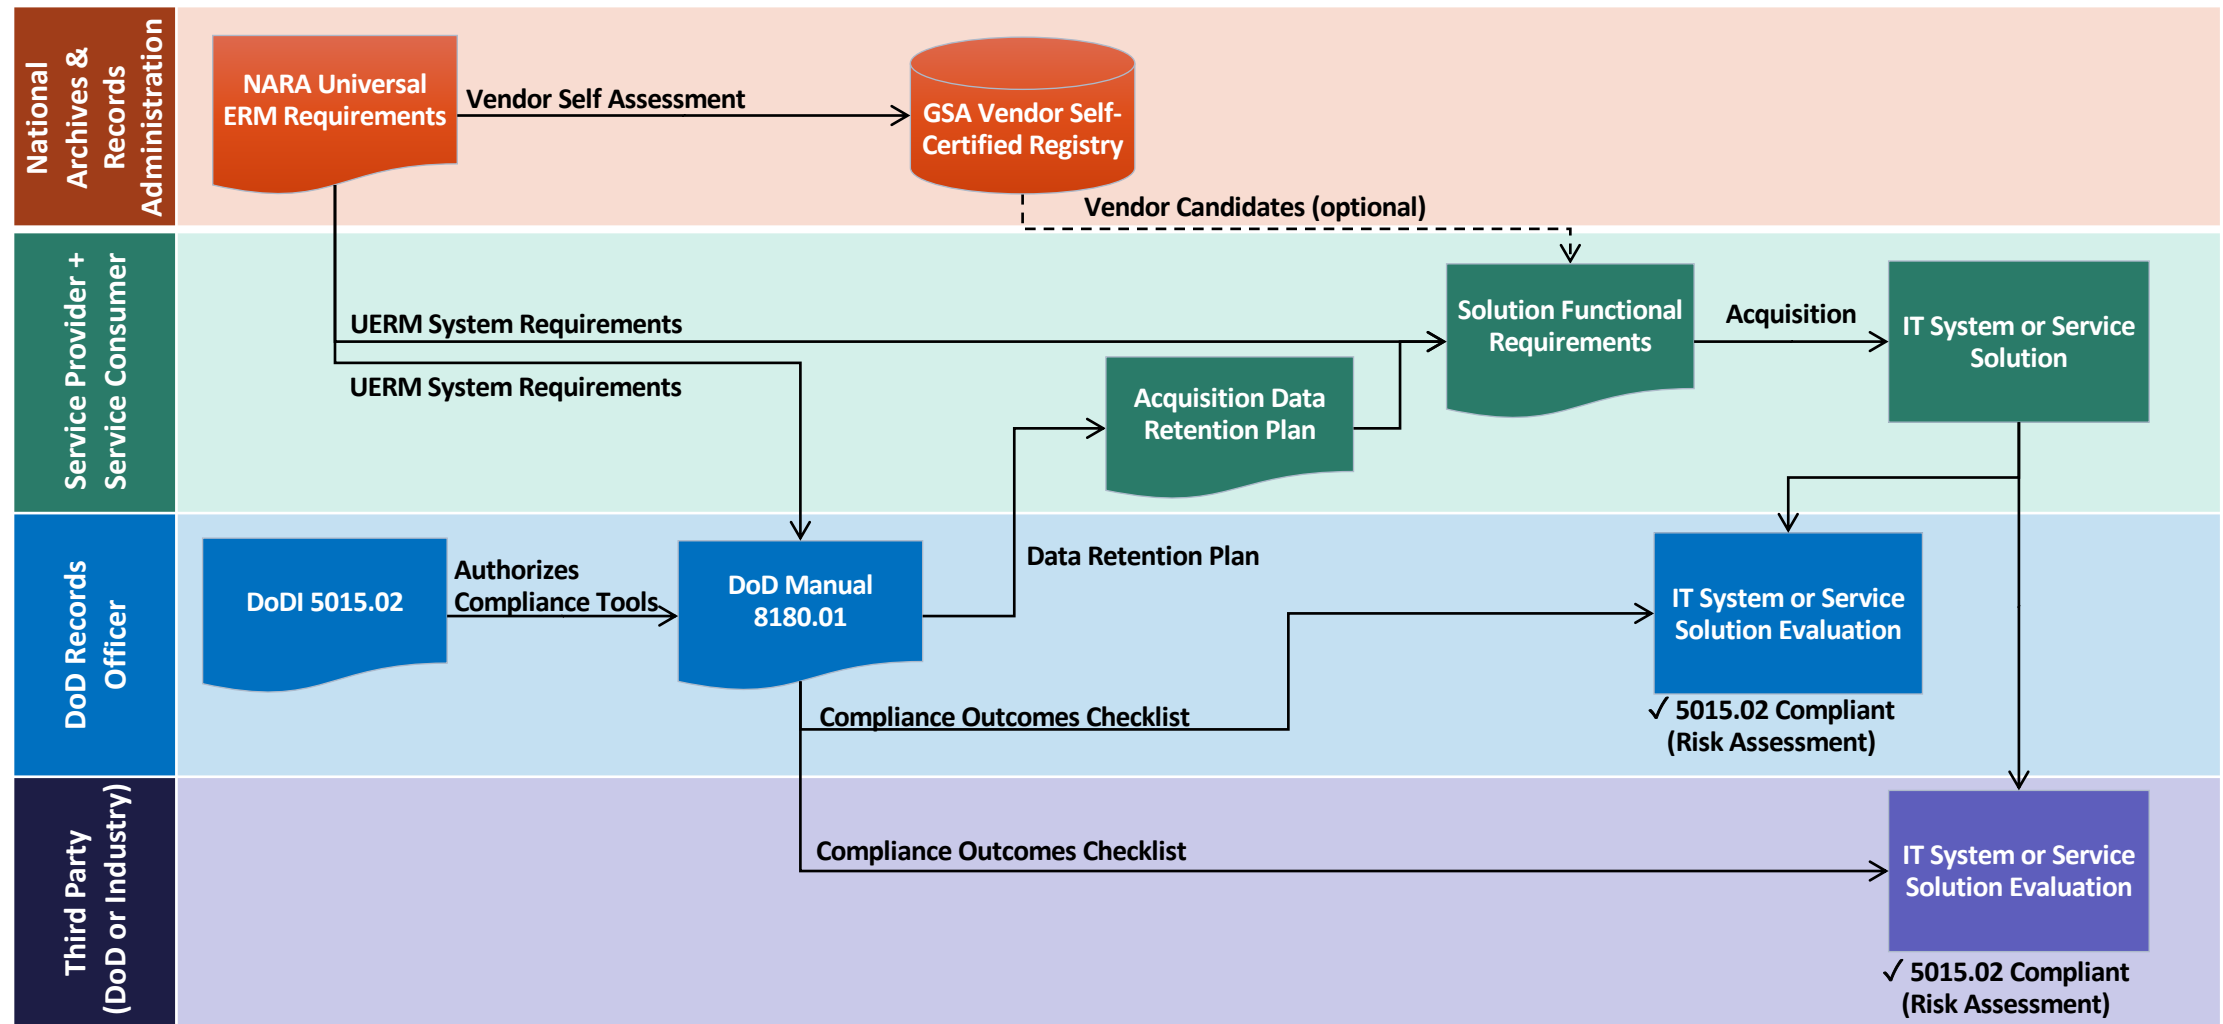 National
Archives &
Records
Administration
NARA Universal
ERM Requirements
Vendor Self Assessment
GSA Vendor Self-
Certified Registry
Vendor Candidates (optional)
Service Provider +
Service Consumer
UERM System Requirements
UERM System Requirements
Acquisition Data
Retention Plan
Solution Functional
Requirements
Acquisition
IT System or Service
Solution
DoD Records
Officer
DoDI 5015.02
Authorizes
Compliance Tools
DoD Manual
8180.01
Data Retention Plan
Compliance Outcomes Checklist
IT System or Service
Solution Evaluation
✓ 5015.02 Compliant
(Risk Assessment)
Third Party
(DoD or Industry)
Compliance Outcomes Checklist
IT System or Service
Solution Evaluation
✓ 5015.02 Compliant
(Risk Assessment)